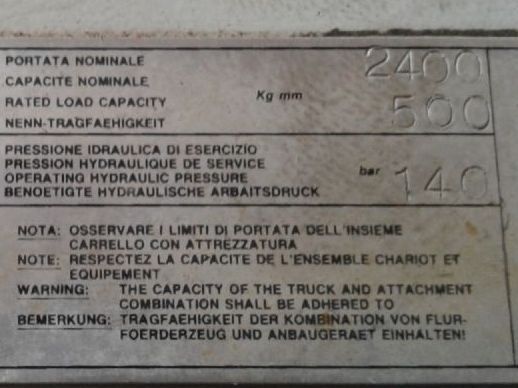 PORTATA NOMINALE
CAPACITE NOMINALE
RATED LOAD CAPACITY
NENN-TRAGFAEHIGKEIT
Kg mm
2400
500
PRESSIONE IDRAULICA DI ESERCIZIO
PRESSION HYDRAULIQUE DE SERVICE
OPERATING HYDRAULIC PRESSURE
BENOETIGTE HYDRAULISCHE ARBAITSDRUCK
bar
140
NOTA: OSSERVARE I LIMITI DI PORTATA DELL'INSIEME
CARRELLO CON ATTREZZATURA
NOTE: RESPECTEZ LA CAPACITE DE L'ENSEMBLE CHARIOT ET
EQUIPEMENT
WARNING: THE CAPACITY OF THE TRUCK AND ATTACHMENT
COMBINATION SHALL BE ADHERED TO
BEMERKUNG: TRAGFAEHIGKEIT DER KOMBINATION VON FLUR-
FOERDERZEUG UND ANBAUGERAET EINHALTEN!